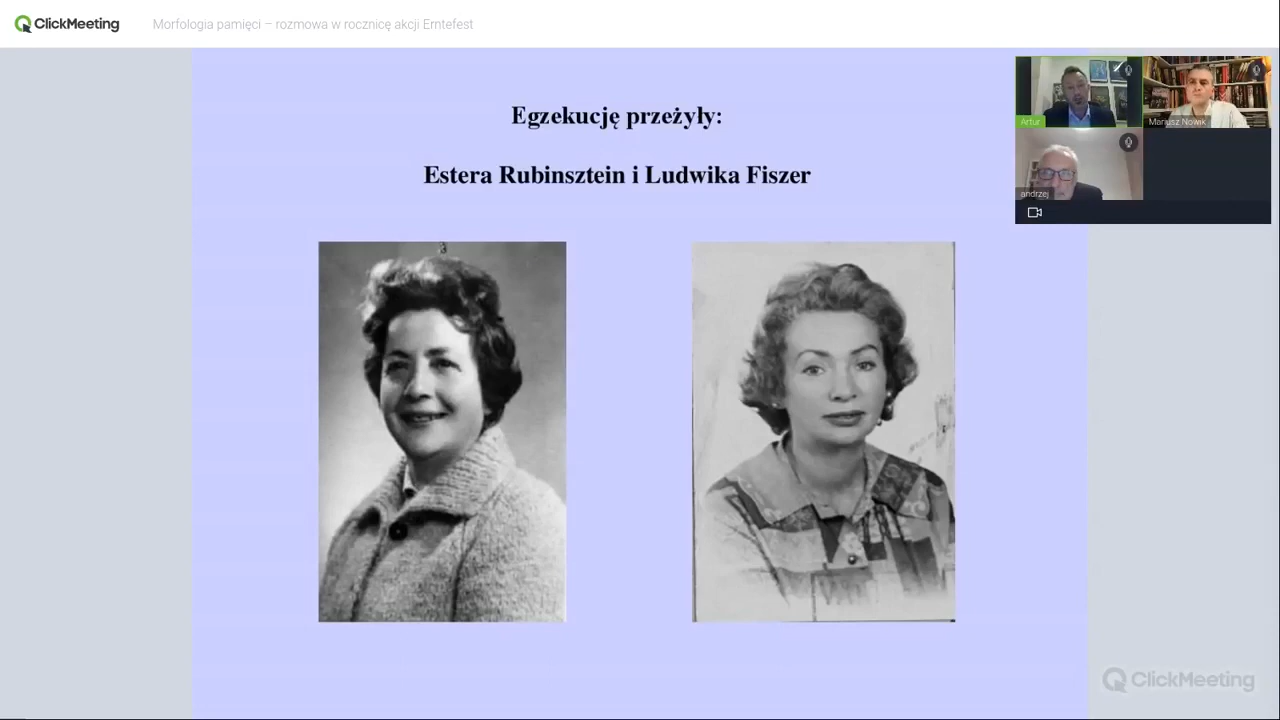 ClickMeeting
Morfologia pamięci – rozmowa w rocznicę akcji Erntefest
Egzekucję przeżyły:
Estera Rubinsztein i Ludwika Fiszer
Artur
Mariusz Nowik
andrzej
ClickMeeting